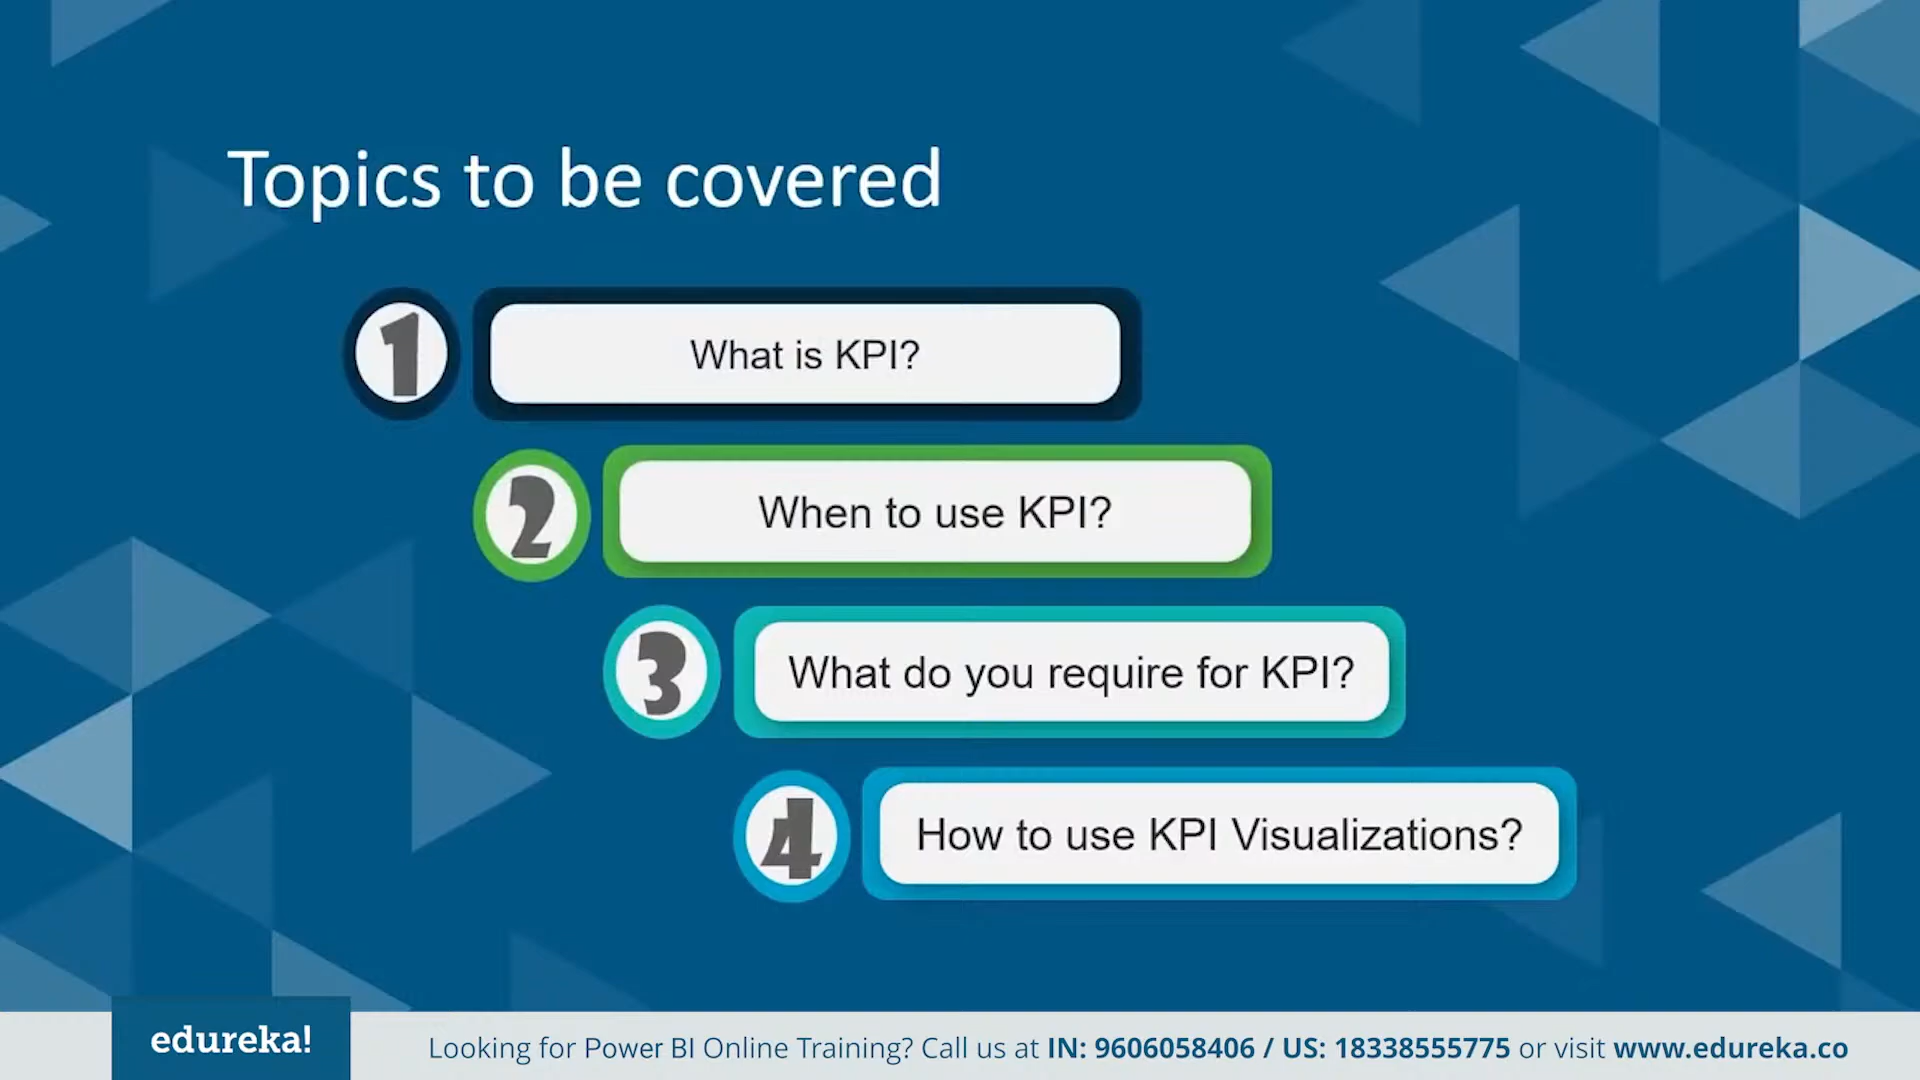 Topics to be covered
1
What is KPI?
2
When to use KPI?
3
What do you require for KPI?
4
How to use KPI Visualizations?
edureka!
Looking for Power BI Online Training? Call us at IN: 9606058406 / US: 18338555775 or visit www.edureka.co